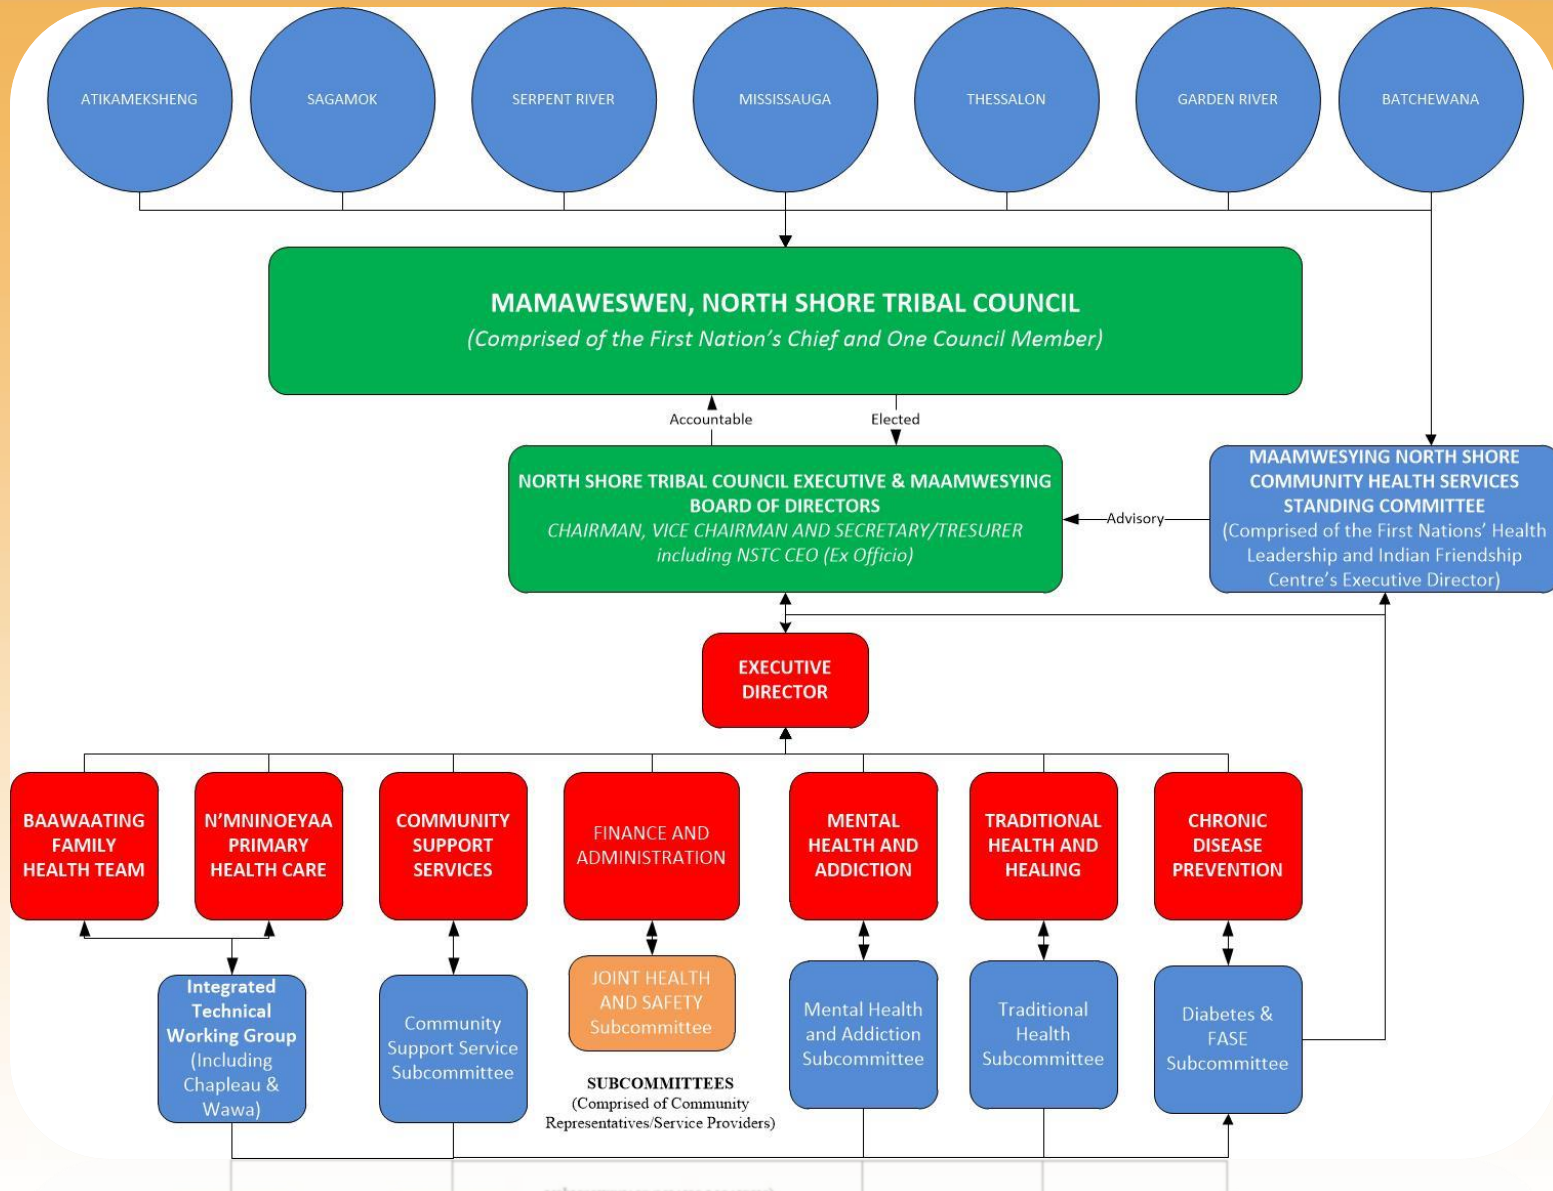 ATIKAMEKSHENG
SAGAMOK
SERPENT RIVER
MISSISSAUGA
THESSALON
GARDEN RIVER
BATCHEWANA
MAMAWESWEN, NORTH SHORE TRIBAL COUNCIL
(Comprised of the First Nation's Chief and One Council Member)
Accountable
Elected
NORTH SHORE TRIBAL COUNCIL EXECUTIVE & MAAMWESYING
BOARD OF DIRECTORS
CHAIRMAN, VICE CHAIRMAN AND SECRETARY/TRESURER
including NSTC CEO (Ex Officio)
Advisory
MAAMWESYING NORTH SHORE
COMMUNITY HEALTH SERVICES
STANDING COMMITTEE
(Comprised of the First Nations' Health
Leadership and Indian Friendship
Centre's Executive Director)
EXECUTIVE
DIRECTOR
BAAWAATING
FAMILY
HEALTH TEAM
N'MNINOEYAA
PRIMARY
HEALTH CARE
COMMUNITY
SUPPORT
SERVICES
FINANCE AND
ADMINISTRATION
MENTAL
HEALTH AND
ADDICTION
TRADITIONAL
HEALTH AND
HEALING
CHRONIC
DISEASE
PREVENTION
Integrated
Technical
Working Group
(Including
Chapleau &
Wawa)
Community
Support Service
Subcommittee
JOINT HEALTH
AND SAFETY
Subcommittee
Mental Health
and Addiction
Subcommittee
Traditional
Health
Subcommittee
Diabetes &
FASE
Subcommittee
SUBCOMMITTEES
(Comprised of Community
Representatives/Service Providers)